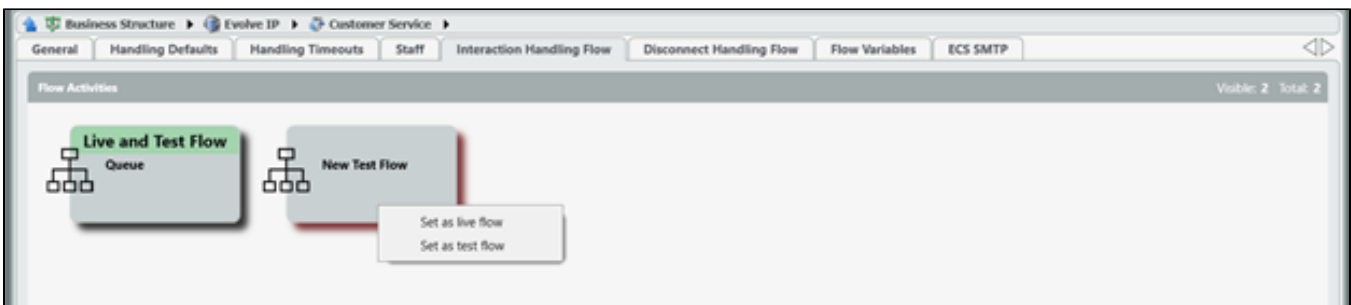 Business Structure Evolve IP Customer Service
General Handling Defaults Handling Timeouts Staff Interaction Handling Flow Disconnect Handling Flow Flow Variables ECS SMTP
Flow Activities Visible: 2 Total: 2
Live and Test Flow
Queue New Test Flow
Set as live flow
Set as test flow